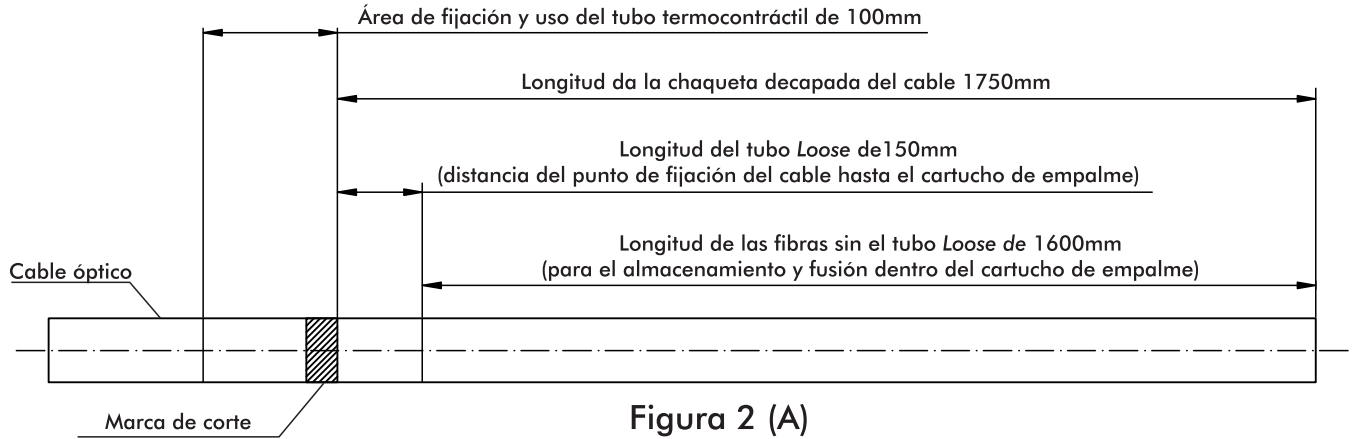 Área de fijación y uso del tubo termocontráctil de 100mm
Longitud da la chaqueta decapada del cable 1750mm
Longitud del tubo Loose de150mm
(distancia del punto de fijación del cable hasta el cartucho de empalme)
Longitud de las fibras sin el tubo Loose de 1600mm
(para el almacenamiento y fusión dentro del cartucho de empalme)
Cable óptico
Marca de corte
Figura 2 (A)